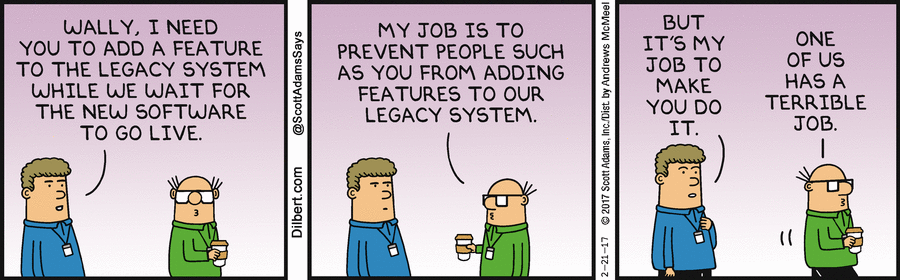 WALLY, I NEED
YOU TO ADD A FEATURE
TO THE LEGACY SYSTEM
WHILE WE WAIT FOR
THE NEW SOFTWARE
TO GO LIVE.
Dilbert.com @ScottAdamsSays
MY JOB IS TO
PREVENT PEOPLE SUCH
AS YOU FROM ADDING
FEATURES TO OUR
LEGACY SYSTEM.
2-21-17 © 2017 Scott Adams, Inc./Dist. by Andrews McMeel
BUT
IT'S MY
JOB TO
MAKE
YOU DO
IT.
ONE
OF US
HAS A
TERRIBLE
JOB.